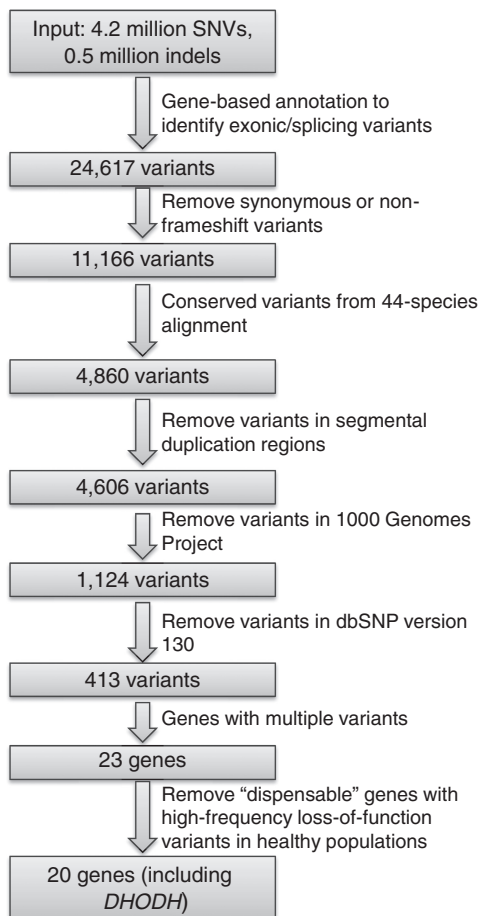 Input: 4.2 million SNVs,
0.5 million indels
Gene-based annotation to
identify exonic/splicing variants
24,617 variants
Remove synonymous or non-
frameshift variants
11,166 variants
Conserved variants from 44-species
alignment
4,860 variants
Remove variants in segmental
duplication regions
4,606 variants
Remove variants in 1000 Genomes
Project
1,124 variants
Remove variants in dbSNP version
130
413 variants
Genes with multiple variants
23 genes
Remove “dispensable” genes with
high-frequency loss-of-function
variants in healthy populations
20 genes (including
DHODH)